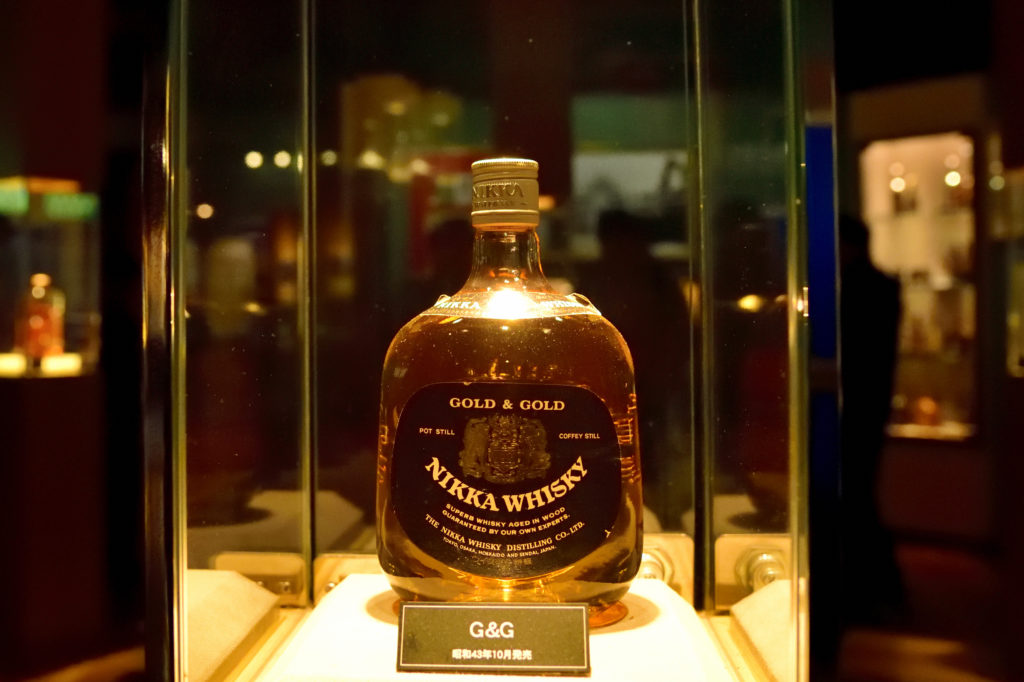 NIKKA
NIKKA WHISKY
GOLD & GOLD
POT STILL
COFFEY STILL
NIKKA WHISKY
SUPERB WHISKY AGED IN WOOD
GUARANTEED BY OUR OWN EXPERTS.
THE NIKKA WHISKY DISTILLING CO., LTD.
TOKYO, OSAKA, HOKKAIDO AND SENDAI, JAPAN.
G&G
昭和43年10月発売